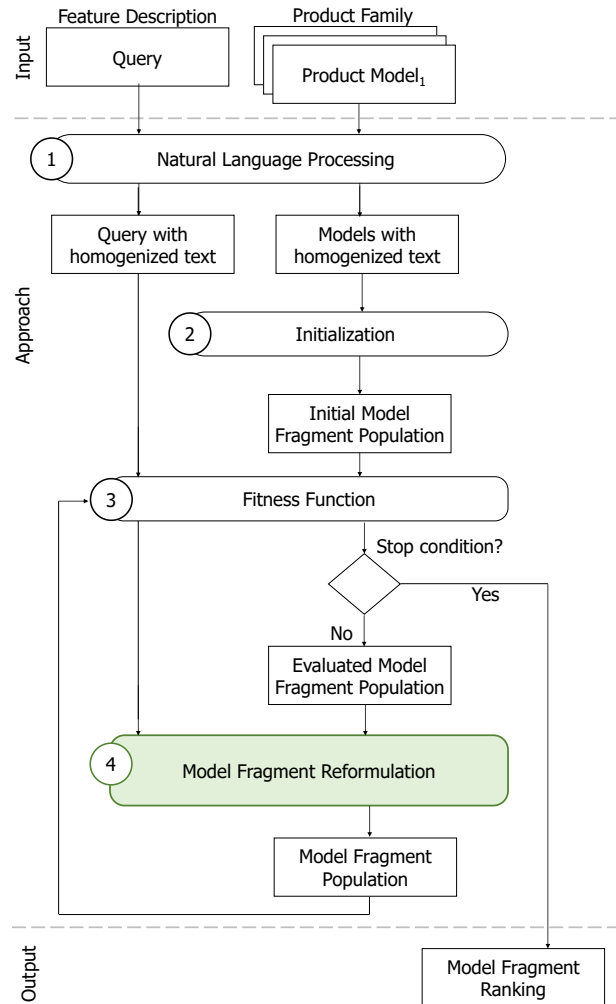 Feature Description
Product Family
Input
Query
Product Model1
1
Natural Language Processing
Query with
homogenized text
Models with
homogenized text
Approach
2
Initialization
Initial Model
Fragment Population
3
Fitness Function
Stop condition?
Yes
No
Evaluated Model
Fragment Population
4
Model Fragment Reformulation
Model Fragment
Population
Output
Model Fragment
Ranking